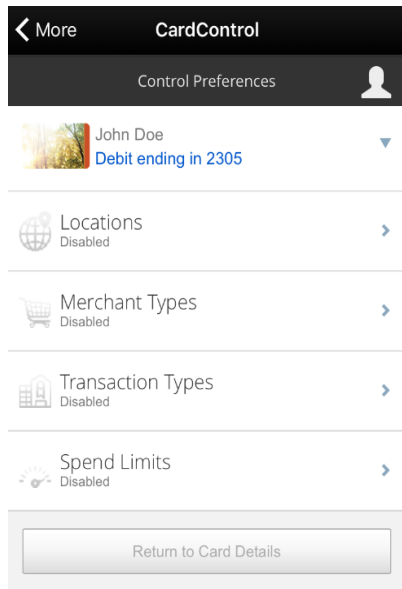 More CardControl
Control Preferences
John Doe
Debit ending in 2305
Locations
Disabled
Merchant Types
Disabled
Transaction Types
Disabled
Spend Limits
Disabled
Return to Card Details